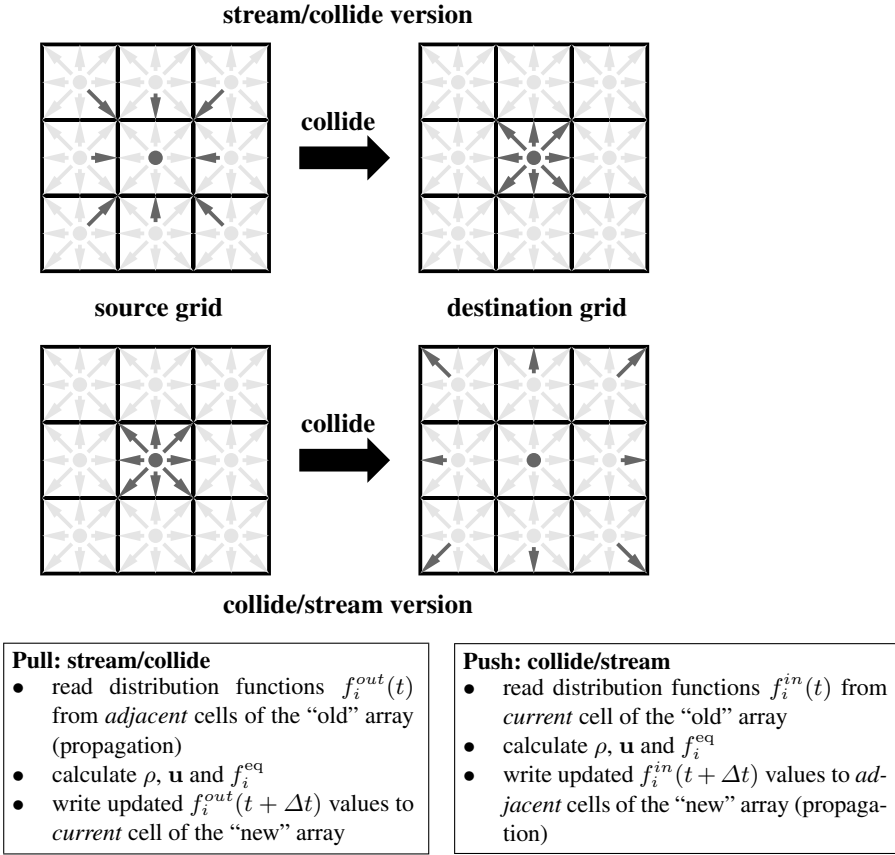 stream/collide version
collide
source grid
destination grid
collide
collide/stream version
Pull: stream/collide
• read distribution functions f_i^{out}(t)
from adjacent cells of the “old” array
(propagation)
• calculate ρ, u and f_i^{eq}
• write updated f_i^{out}(t + Δt) values to
current cell of the “new” array
Push: collide/stream
• read distribution functions f_i^{in}(t) from
current cell of the “old” array
• calculate ρ, u and f_i^{eq}
• write updated f_i^{in}(t + Δt) values to ad-
jacent cells of the “new” array (propaga-
tion)